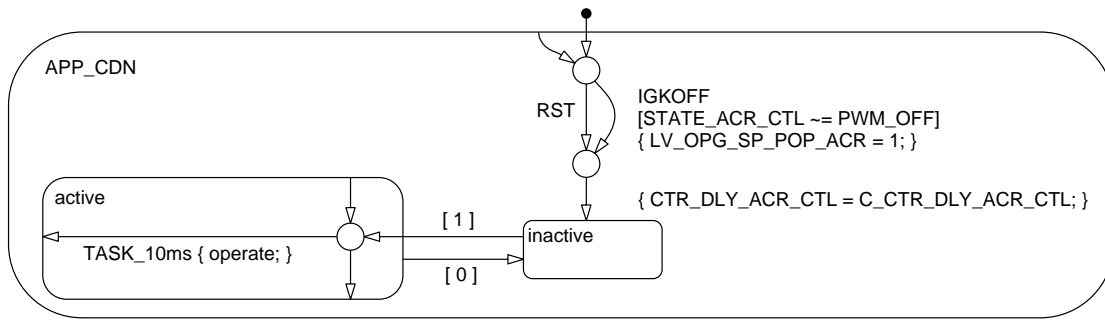 APP_CDN
RST
IGKOFF
[STATE_ACR_CTL ~= PWM_OFF]
{ LV_OPG_SP_POP_ACR = 1; }
{ CTR_DLY_ACR_CTL = C_CTR_DLY_ACR_CTL; }
active
[ 1 ]
inactive
TASK_10ms { operate; }
[ 0 ]